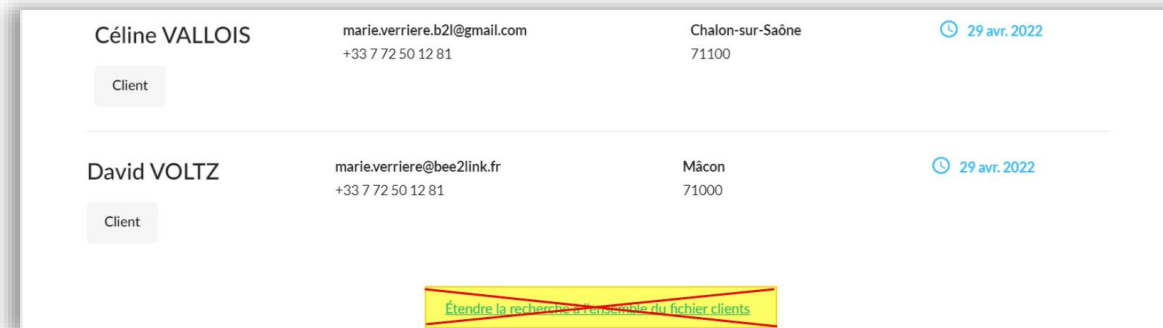 Céline VALLOIS marie.verriere.b2l@gmail.com Chalon-sur-Saône 29 avr. 2022
+33 7 72 50 12 81 71100
Client
David VOLTZ marie.verriere@bee2link.fr Mâcon 29 avr. 2022
+33 7 72 50 12 81 71000
Client
Étendre la recherche à l'ensemble du fichier clients